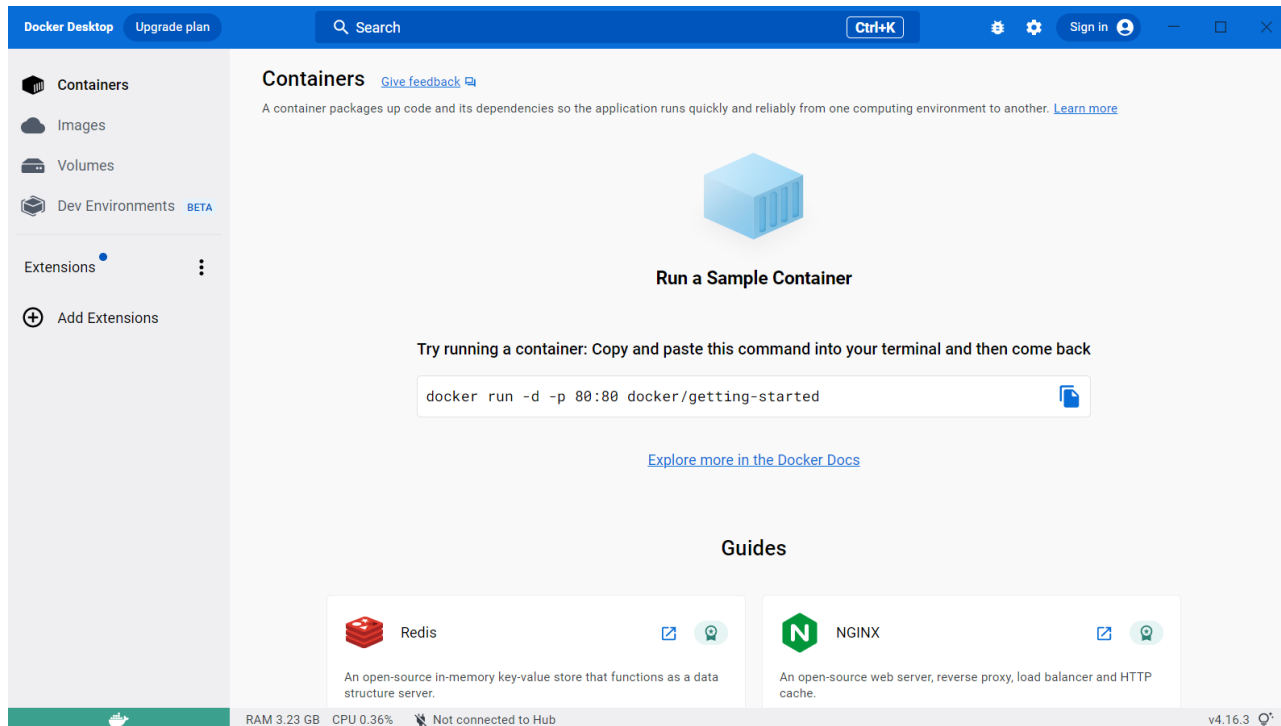 Docker Desktop Upgrade plan Search Ctrl+K Sign in
Containers
Images
Volumes
Dev Environments BETA
Extensions
Add Extensions
Containers Give feedback
A container packages up code and its dependencies so the application runs quickly and reliably from one computing environment to another. Learn more
Run a Sample Container
Try running a container: Copy and paste this command into your terminal and then come back
docker run -d -p 80:80 docker/getting-started
Explore more in the Docker Docs
Guides
Redis
An open-source in-memory key-value store that functions as a data
structure server.
NGINX
An open-source web server, reverse proxy, load balancer and HTTP
cache.
RAM 3.23 GB CPU 0.36% Not connected to Hub v4.16.3